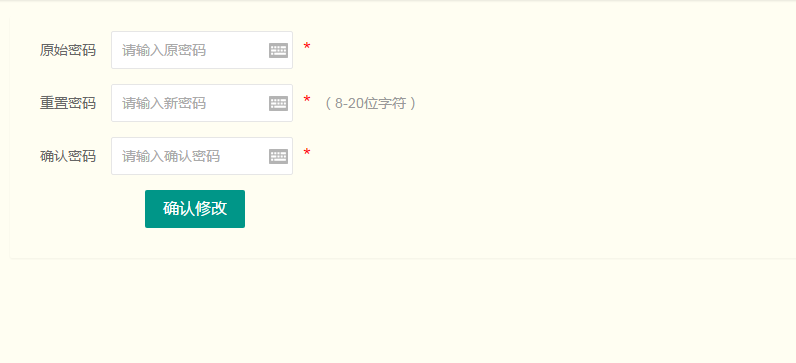 原始密码 请输入原密码 *
重置密码 请输入新密码 * （8-20位字符）
确认密码 请输入确认密码 *
确认修改